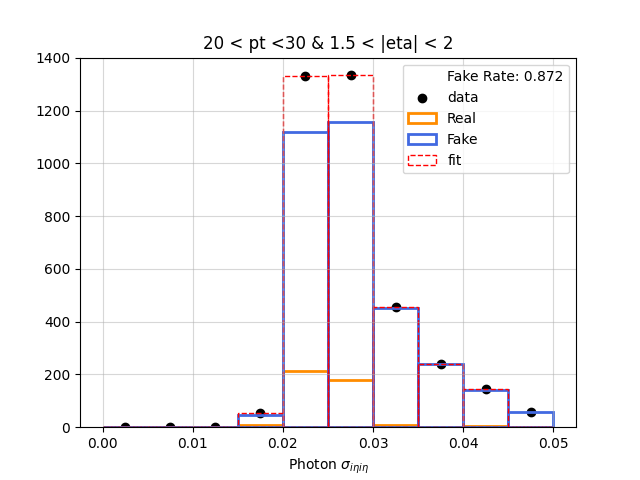 20 < pt <30 & 1.5 < |eta| < 2
Fake Rate: 0.872
data
Real
Fake
fit
1400
1200
1000
800
600
400
200
0
0.00 0.01 0.02 0.03 0.04 0.05
Photon σiηiη